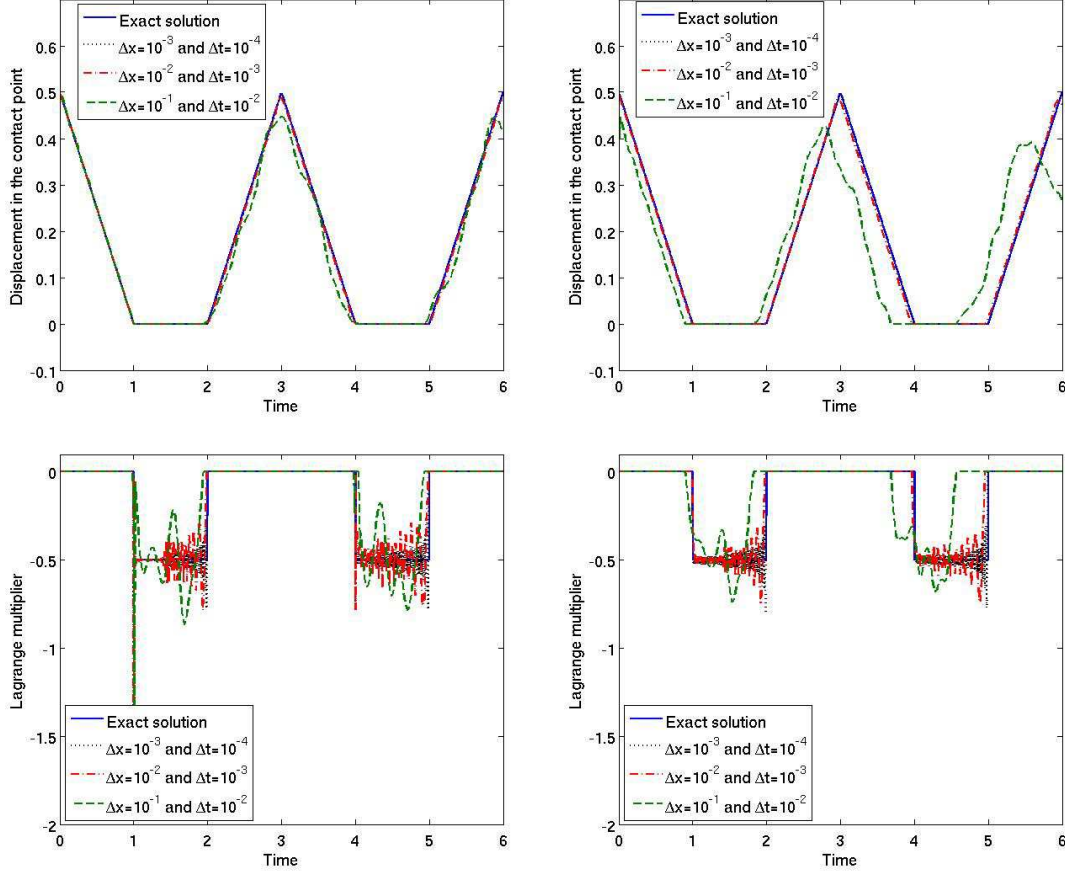 Exact solution
Δx=10⁻³ and Δt=10⁻⁴
Δx=10⁻² and Δt=10⁻³
Δx=10⁻¹ and Δt=10⁻²
0.6
0.5
0.4
0.3
0.2
0.1
0
-0.1
0 1 2 3 4 5 6
Displacement in the contact point
Time
Exact solution
Δx=10⁻³ and Δt=10⁻⁴
Δx=10⁻² and Δt=10⁻³
Δx=10⁻¹ and Δt=10⁻²
0.6
0.5
0.4
0.3
0.2
0.1
0
-0.1
0 1 2 3 4 5 6
Displacement in the contact point
Time
0
-0.5
-1
-1.5
-2
0 1 2 3 4 5 6
Lagrange multiplier
Time
Exact solution
Δx=10⁻³ and Δt=10⁻⁴
Δx=10⁻² and Δt=10⁻³
Δx=10⁻¹ and Δt=10⁻²
0
-0.5
-1
-1.5
-2
0 1 2 3 4 5 6
Lagrange multiplier
Time
Exact solution
Δx=10⁻³ and Δt=10⁻⁴
Δx=10⁻² and Δt=10⁻³
Δx=10⁻¹ and Δt=10⁻²